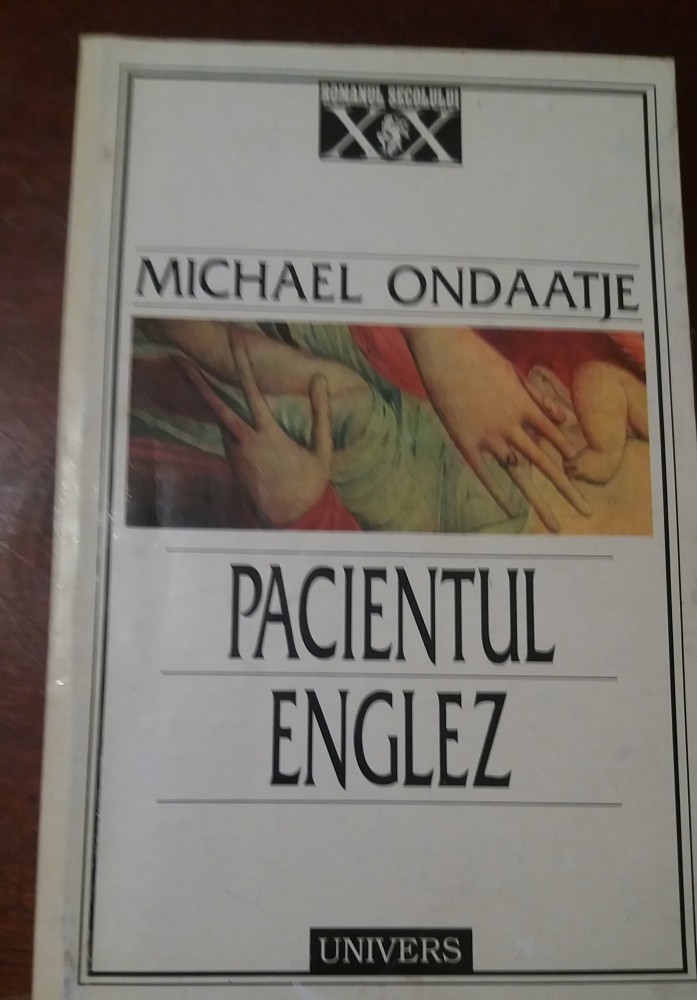 ROMANUL SECOLULUI
XX
MICHAEL ONDAATJE
PACIENTUL
ENGLEZ
UNIVERS